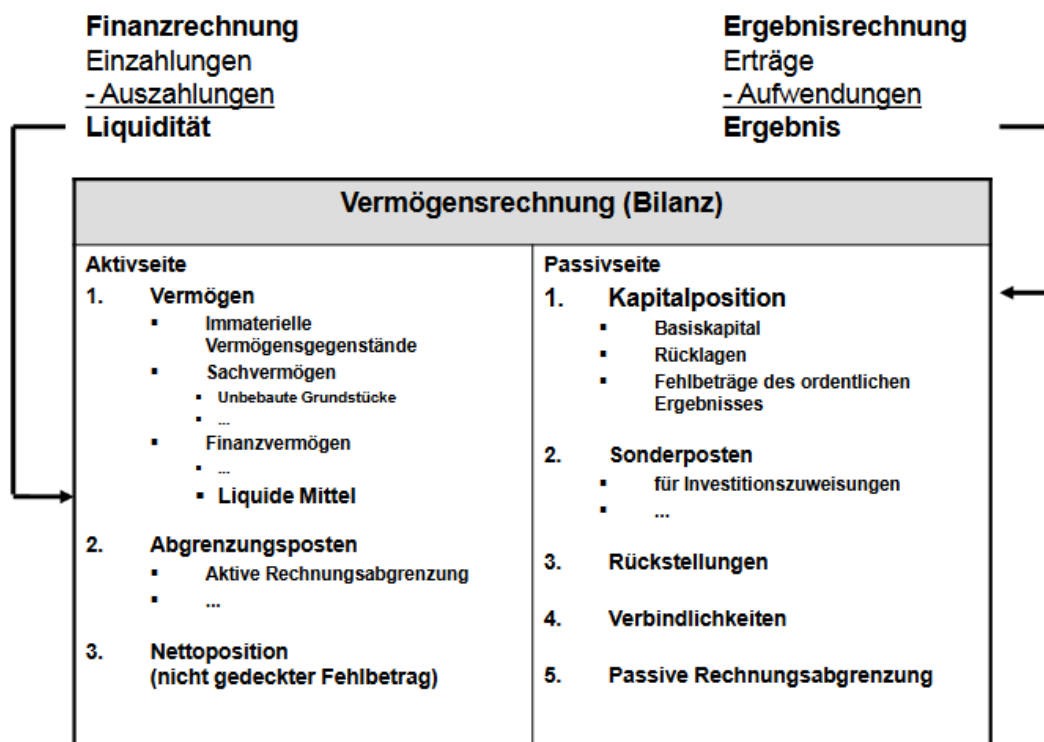 Finanzrechnung
Einzahlungen
- Auszahlungen
Liquidität
Ergebnisrechnung
Erträge
- Aufwendungen
Ergebnis
Vermögensrechnung (Bilanz)
Aktivseite
1. Vermögen
▪ Immaterielle
Vermögensgegenstände
▪ Sachvermögen
▪ Unbebaute Grundstücke
▪ ...
▪ Finanzvermögen
▪ ...
▪ Liquide Mittel
2. Abgrenzungsposten
▪ Aktive Rechnungsabgrenzung
▪ ...
3. Nettoposition
(nicht gedeckter Fehlbetrag)
Passivseite
1. Kapitalposition
▪ Basiskapital
▪ Rücklagen
▪ Fehlbeträge des ordentlichen
Ergebnisses
2. Sonderposten
▪ für Investitionszuweisungen
▪ ...
3. Rückstellungen
4. Verbindlichkeiten
5. Passive Rechnungsabgrenzung